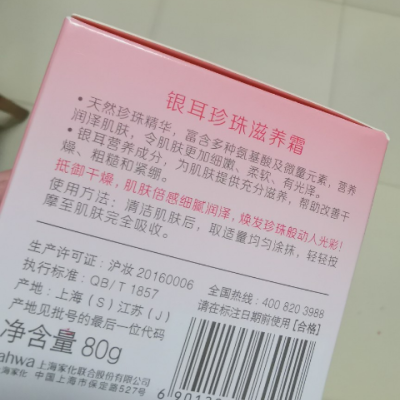 银耳珍珠滋养霜
• 天然珍珠精华，富含多种氨基酸及微量元素，营养
润泽肌肤，令肌肤更加细嫩、柔软、有光泽。
• 银耳营养成分，为肌肤提供充分滋养，帮助改善干
燥、粗糙和紧绷。
抵御干燥，肌肤倍感细腻润泽，焕发珍珠般动人光彩！
使用方法：清洁肌肤后，取适量均匀涂抹，轻轻按
摩至肌肤完全吸收。
生产许可证：沪妆 20160006
执行标准：QB/T 1857
产地：上海（S）江苏（J）
产地见批号的最后一位代码
净含量 80g
全国热线：400 820 3988
请在标注日期前使用［合格］
ahwa 上海家化联合股份有限公司
上海家化 中国上海市保定路527号